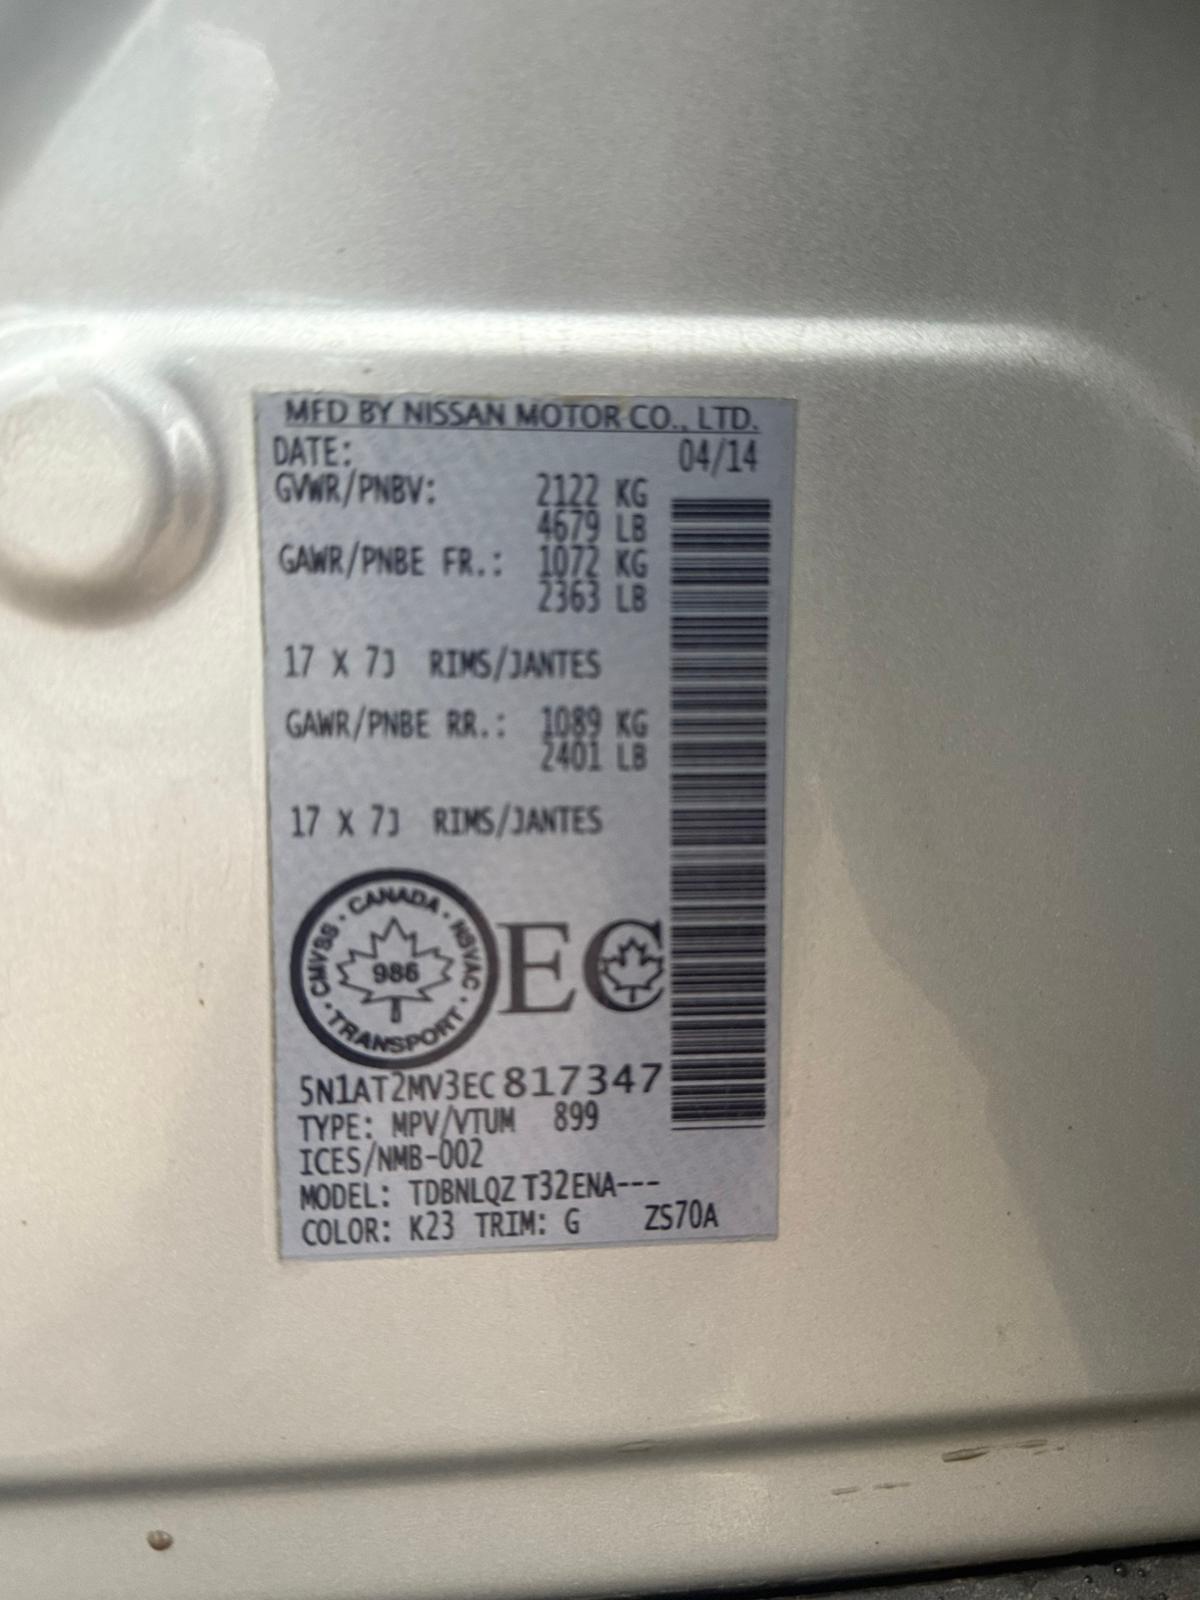 MFD BY NISSAN MOTOR CO., LTD.
DATE: 04/14
GVWR/PNBV: 2122 KG
4679 LB
GAWR/PNBE FR.: 1072 KG
2363 LB
17 X 7J RIMS/JANTES
GAWR/PNBE RR.: 1089 KG
2401 LB
17 X 7J RIMS/JANTES
CANADA · NSVAC · TRANSPORT · CMVSS ·
986
EC
5N1AT2MV3EC817347
TYPE: MPV/VTUM 899
ICES/NMB-002
MODEL: TDBNLQZ T32ENA---
COLOR: K23 TRIM: G ZS70A